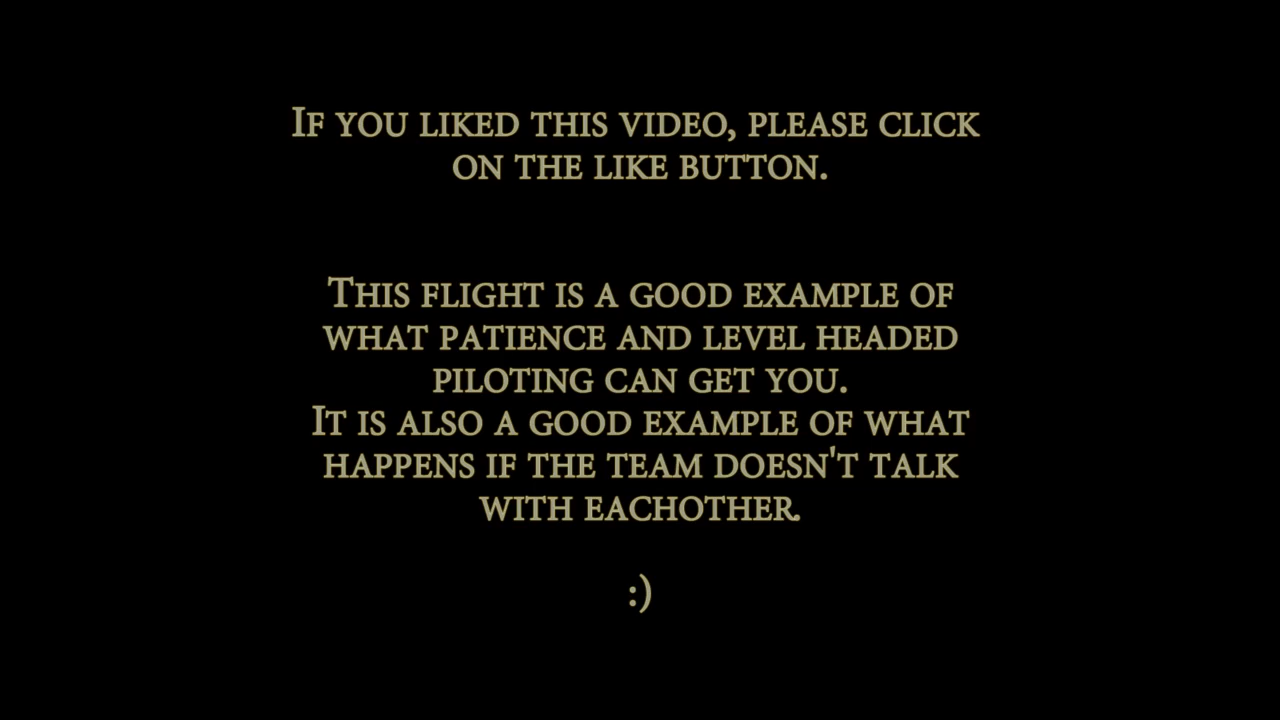 If you liked this video, please click
on the like button.
This flight is a good example of
what patience and level headed
piloting can get you.
It is also a good example of what
happens if the team doesn't talk
with eachother.
:)